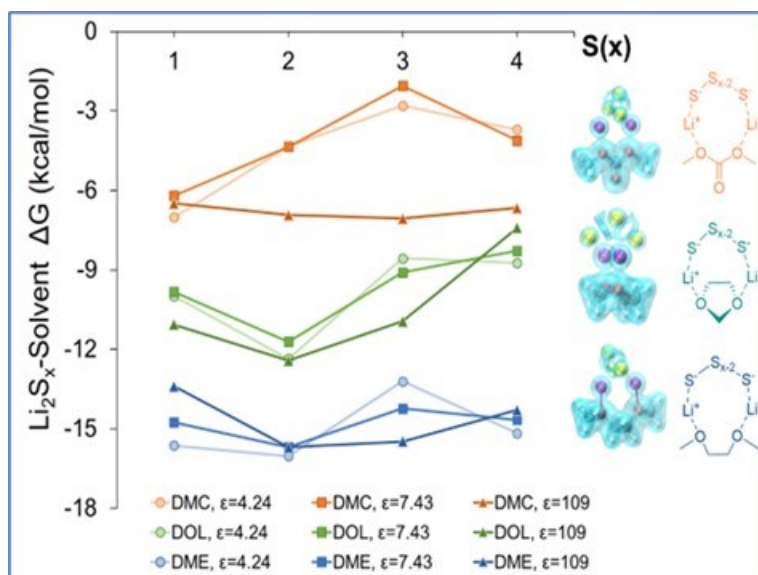 0
1 2 3 4 S(x)
-3
-6
-9
-12
-15
-18
Li₂Sₓ-Solvent ΔG (kcal/mol)
DMC, ε=4.24 DMC, ε=7.43 DMC, ε=109
DOL, ε=4.24 DOL, ε=7.43 DOL, ε=109
DME, ε=4.24 DME, ε=7.43 DME, ε=109
Sₓ₋₂
S⁻ S⁻
Li⁺ Li
O O
O
Sₓ₋₂
S⁻ S⁻
Li⁺ Li
O O
Sₓ₋₂
S⁻ S⁻
Li⁺ Li
O O